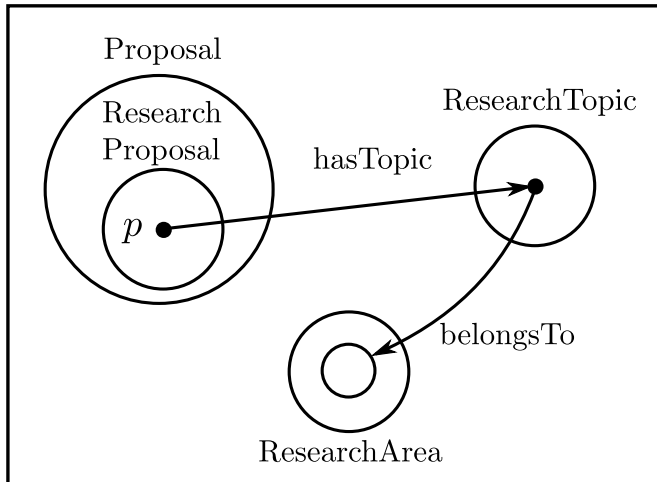 Proposal
Research
Proposal
ResearchTopic
hasTopic
p
belongsTo
ResearchArea